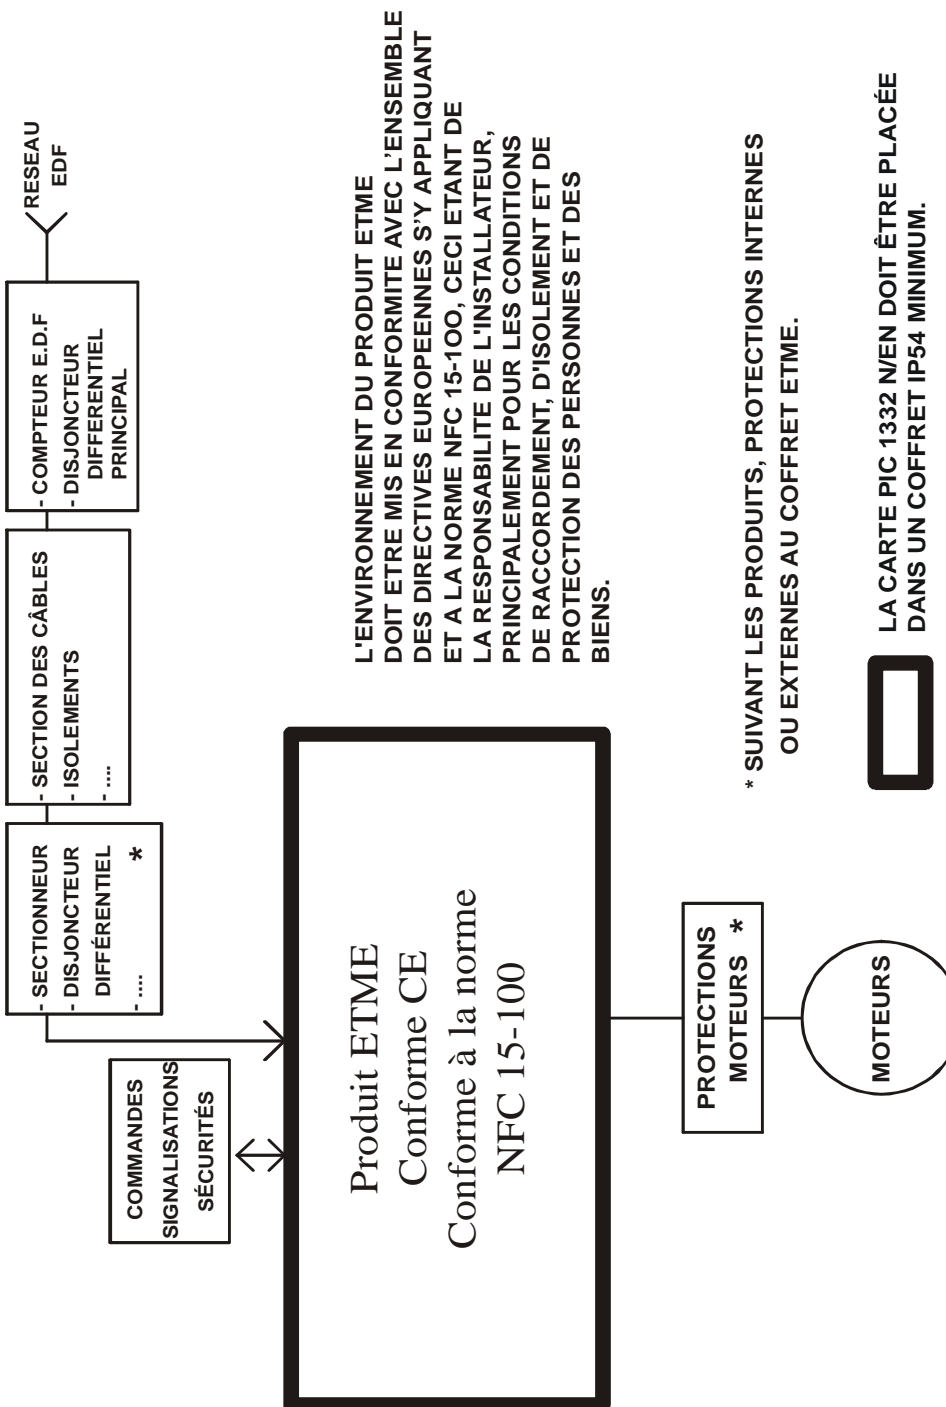 RESEAU
EDF
- COMPTEUR E.D.F
- DISJONCTEUR
DIFFERENTIEL
PRINCIPAL
- SECTION DES CÂBLES
- ISOLEMENTS
- ....
- SECTIONNEUR
- DISJONCTEUR
DIFFÉRENTIEL
- .... *
COMMANDES
SIGNALISATIONS
SÉCURITÉS
Produit ETME
Conforme CE
Conforme à la norme
NFC 15-100
L'ENVIRONNEMENT DU PRODUIT ETME
DOIT ETRE MIS EN CONFORMITE AVEC L'ENSEMBLE
DES DIRECTIVES EUROPEENNES S'Y APPLIQUANT
ET A LA NORME NFC 15-1OO, CECI ETANT DE
LA RESPONSABILITE DE L'INSTALLATEUR,
PRINCIPALEMENT POUR LES CONDITIONS
DE RACCORDEMENT, D'ISOLEMENT ET DE
PROTECTION DES PERSONNES ET DES
BIENS.
PROTECTIONS
MOTEURS *
MOTEURS
* SUIVANT LES PRODUITS, PROTECTIONS INTERNES
OU EXTERNES AU COFFRET ETME.
LA CARTE PIC 1332 N/EN DOIT ÊTRE PLACÉE
DANS UN COFFRET IP54 MINIMUM.